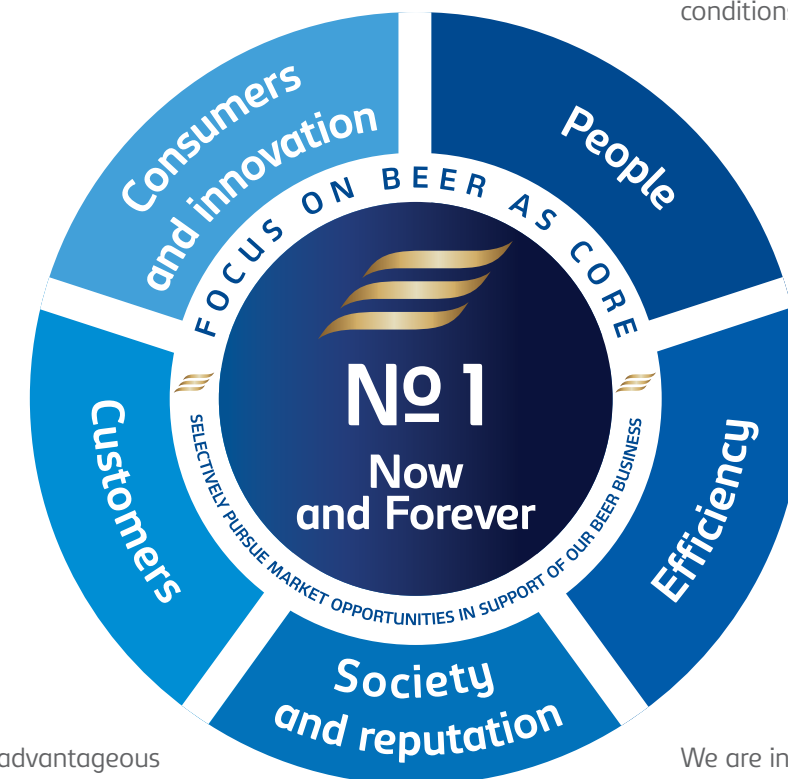 conditions
Consumers
and innovation
People
FOCUS ON BEER AS CORE
Nº 1
Now
and Forever
SELECTIVELY PURSUE MARKET OPPORTUNITIES IN SUPPORT OF OUR BEER BUSINESS
Customers
Efficiency
Society
and reputation
advantageous
We are in